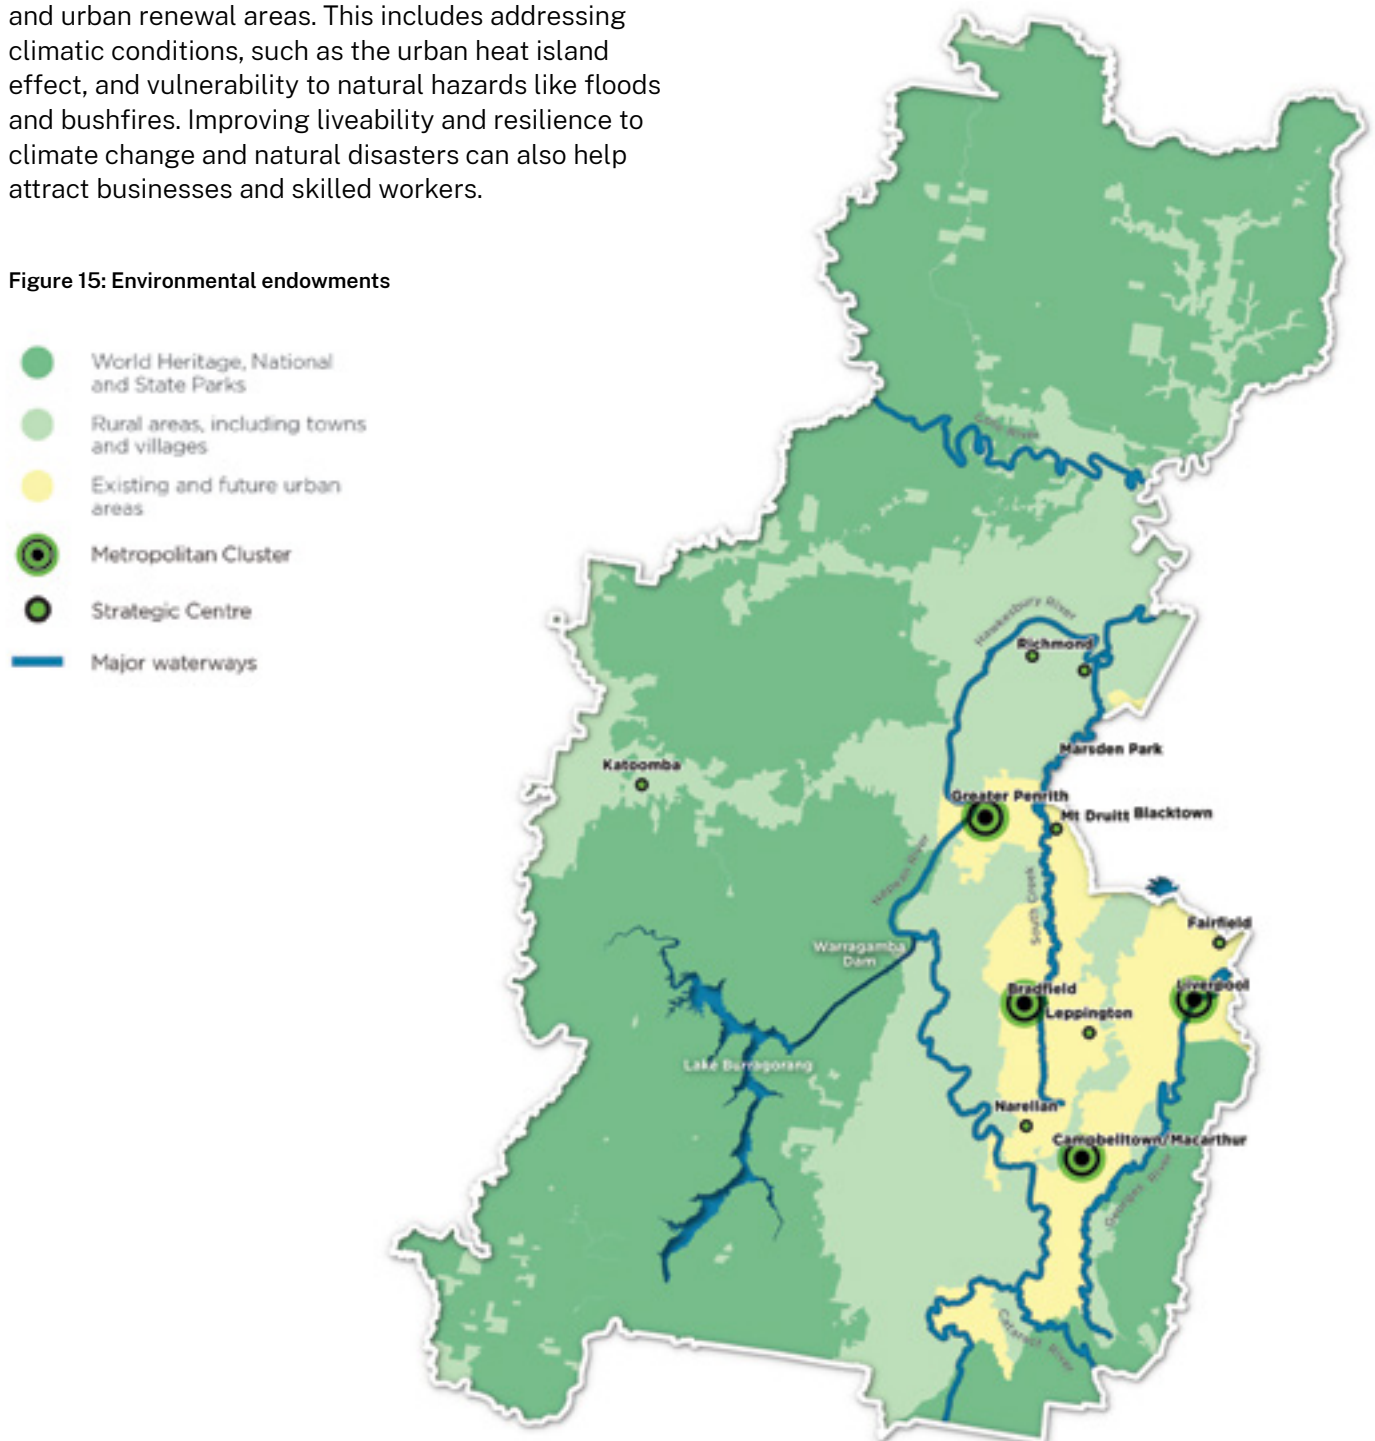 and urban renewal areas. This includes addressing
climatic conditions, such as the urban heat island
effect, and vulnerability to natural hazards like floods
and bushfires. Improving liveability and resilience to
climate change and natural disasters can also help
attract businesses and skilled workers.
Figure 15: Environmental endowments
World Heritage, National
and State Parks
Rural areas, including towns
and villages
Existing and future urban
areas
Metropolitan Cluster
Strategic Centre
Major waterways
Colo River
Hawkesbury River
Richmond
Marsden Park
Katoomba
Greater Penrith
Mt Druitt
Blacktown
Nepean River
South Creek
Fairfield
Warragamba
Dam
Bradfield
Liverpool
Leppington
Lake Burragorang
Narellan
Campbelltown/Macarthur
Georges River
Cataract River